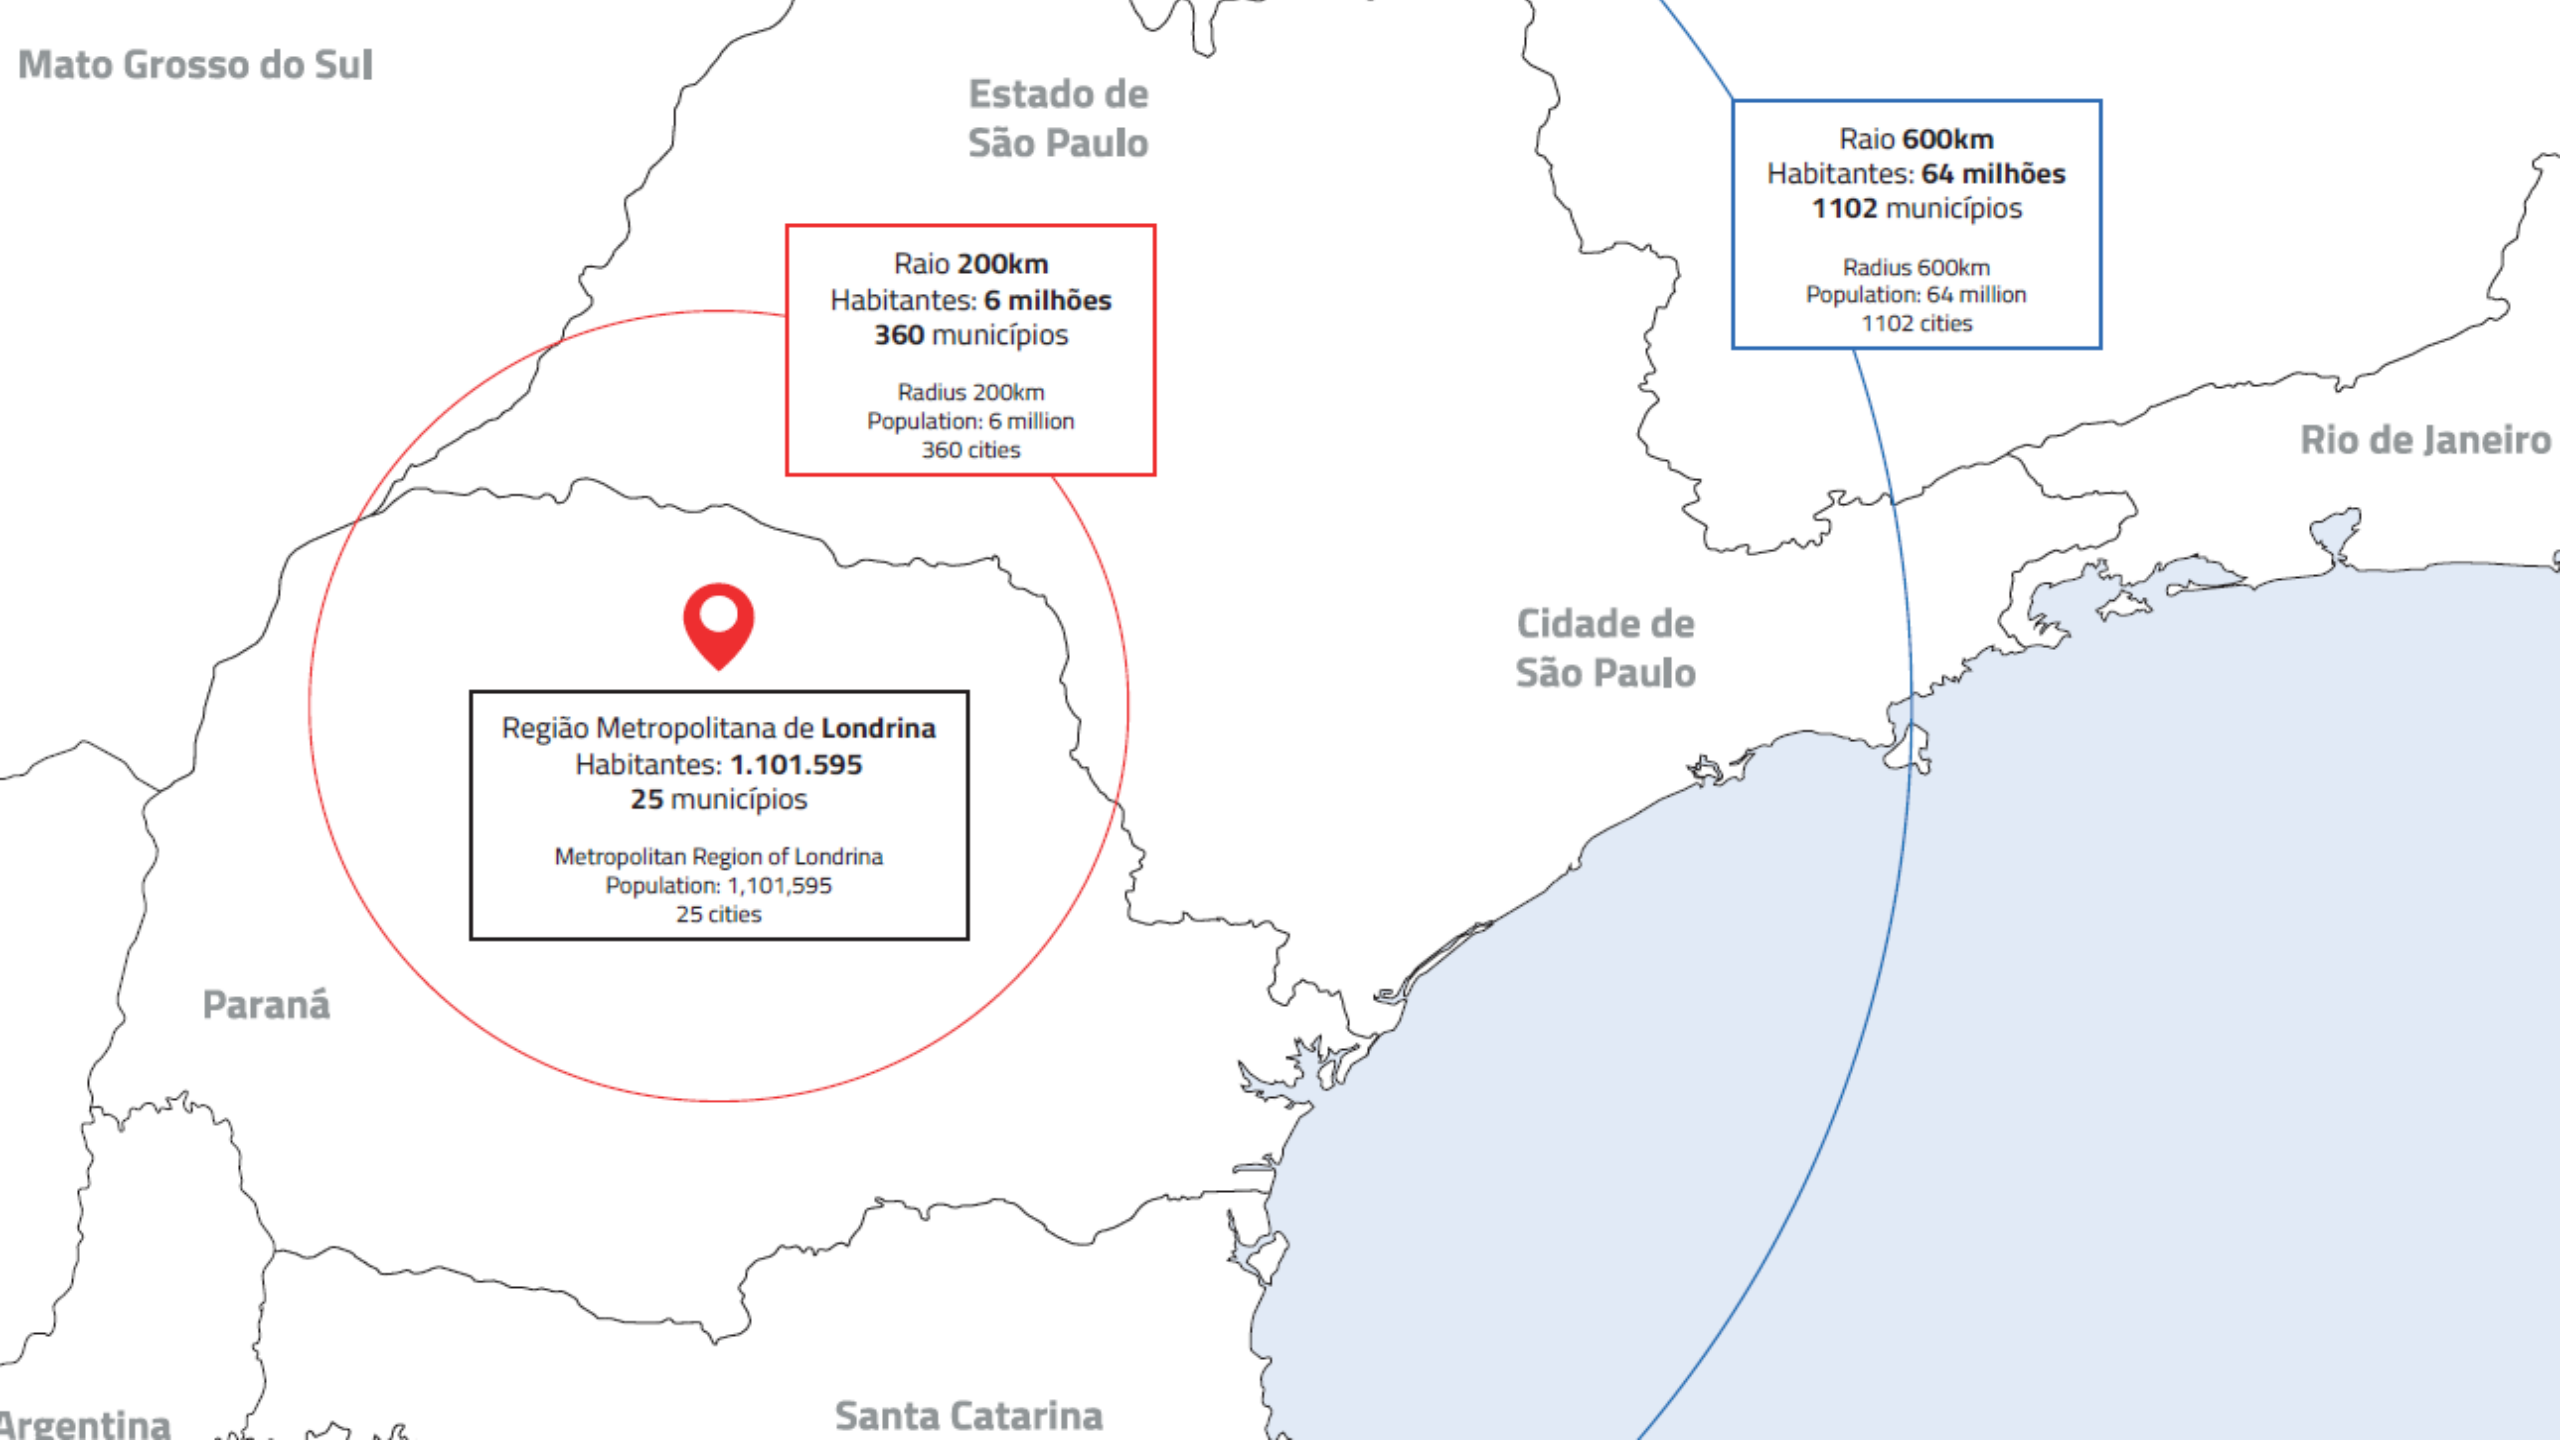 Mato Grosso do Sul
Estado de
São Paulo
Raio 600km
Habitantes: 64 milhões
1102 municípios
Radius 600km
Population: 64 million
1102 cities
Raio 200km
Habitantes: 6 milhões
360 municípios
Radius 200km
Population: 6 million
360 cities
Rio de Janeiro
Cidade de
São Paulo
Região Metropolitana de Londrina
Habitantes: 1.101.595
25 municípios
Metropolitan Region of Londrina
Population: 1,101,595
25 cities
Paraná
Santa Catarina
Argentina